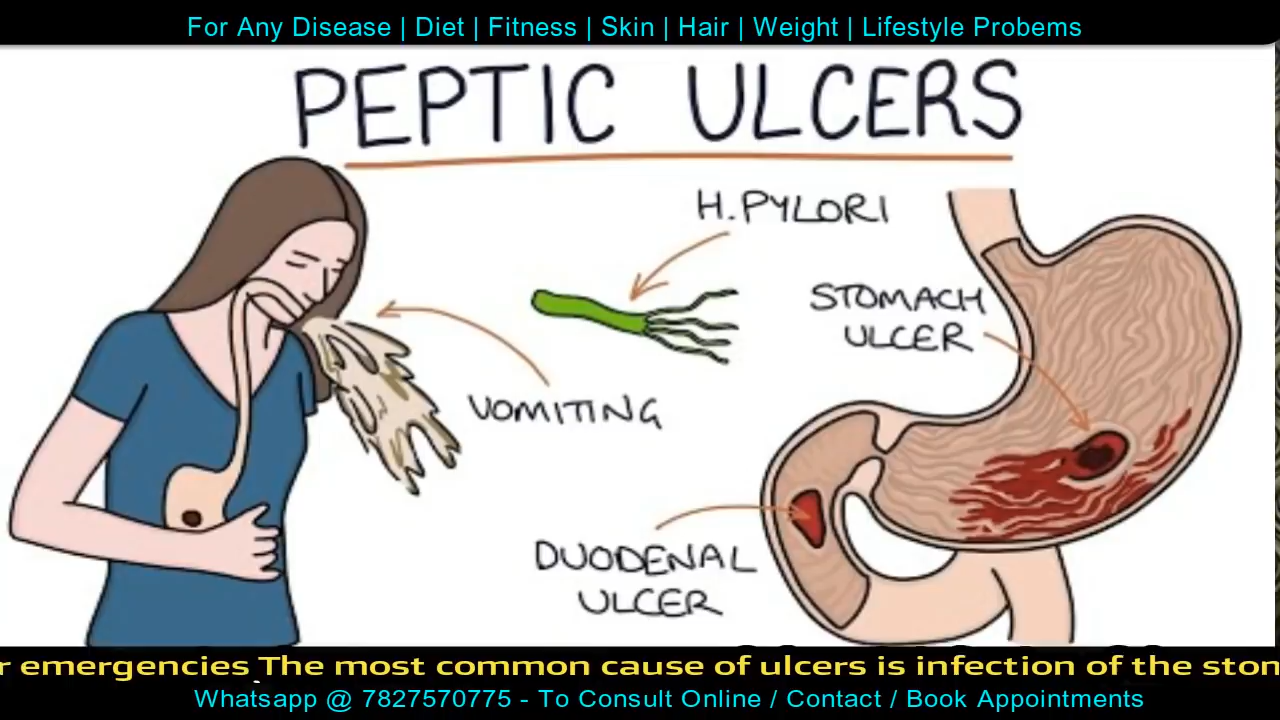 For Any Disease | Diet | Fitness | Skin | Hair | Weight | Lifestyle Probems
PEPTIC ULCERS
H.PYLORI
STOMACH
ULCER
VOMITING
DUODENAL
ULCER
r emergencies The most common cause of ulcers is infection of the ston
Whatsapp @ 7827570775 - To Consult Online / Contact / Book Appointments